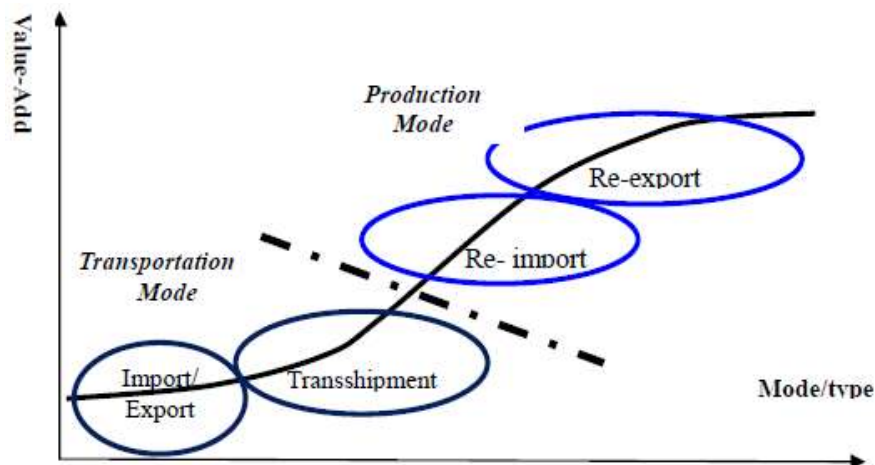 Value-Add
Production
Mode
Re-export
Re- import
Transportation
Mode
Import/
Export
Transshipment
Mode/type